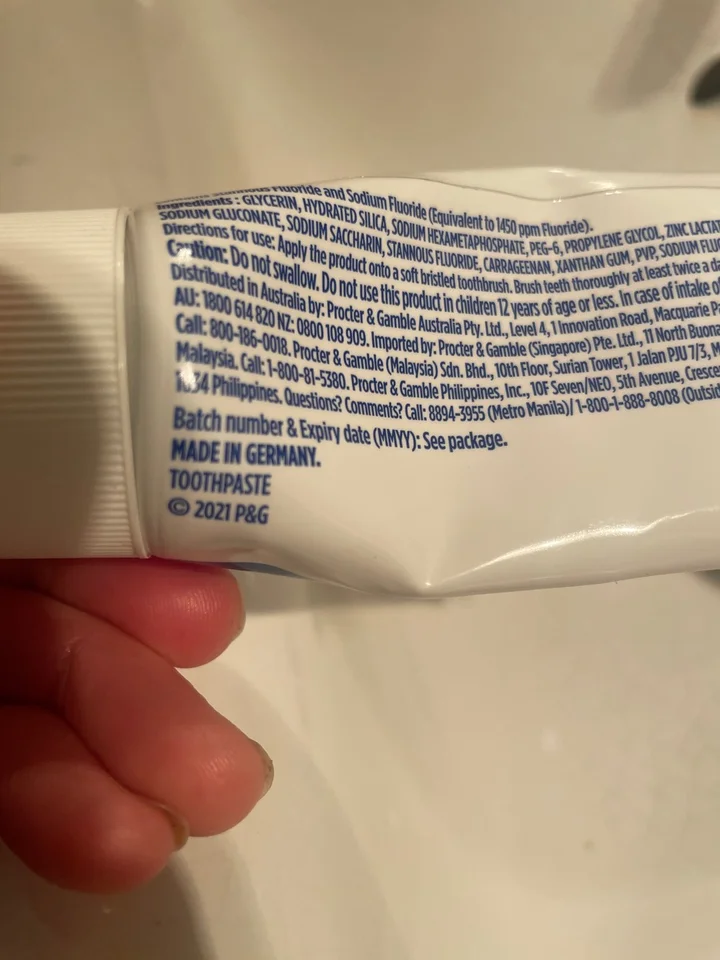 Fluoride and Sodium Fluoride (Equivalent to 1450 ppm Fluoride).
Ingredients : GLYCERIN, HYDRATED SILICA, SODIUM HEXAMETAPHOSPHATE, PEG-6, PROPYLENE GLYCOL, ZINC LACTAT
SODIUM GLUCONATE, SODIUM SACCHARIN, STANNOUS FLUORIDE, CARRAGEENAN, XANTHAN GUM, PVP, SODIUM FLU
Directions for use: Apply the product onto a soft bristled toothbrush. Brush teeth thoroughly at least twice a d
Caution: Do not swallow. Do not use this product in children 12 years of age or less. In case of intake of
Distributed in Australia by: Procter & Gamble Australia Pty. Ltd., Level 4, 1 Innovation Road, Macquarie Pa
AU: 1800 614 820 NZ: 0800 108 909. Imported by: Procter & Gamble (Singapore) Pte. Ltd., 11 North Buona
Call: 800-186-0018. Procter & Gamble (Malaysia) Sdn. Bhd., 10th Floor, Surian Tower, 1 Jalan PJU 7/3, M
Malaysia. Call: 1-800-81-5380. Procter & Gamble Philippines, Inc., 10F Seven/NEO, 5th Avenue, Cresce
1634 Philippines. Questions? Comments? Call: 8894-3955 (Metro Manila)/ 1-800-1-888-8008 (Outsid
Batch number & Expiry date (MMYY): See package.
MADE IN GERMANY.
TOOTHPASTE
© 2021 P&G